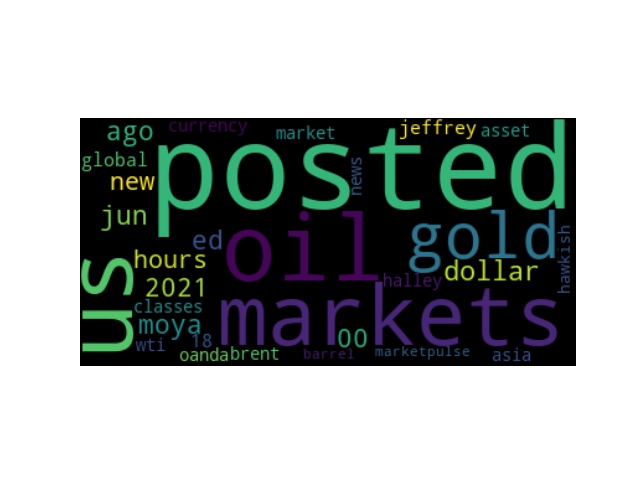 ago
currency
market
jeffrey
asset
global
posted
new
news
jun
ed
oil
gold
hawkish
hours
us
halley
dollar
2021
classes
markets
moya
wti
18
00
oanda
brent
barrel
marketpulse
asia